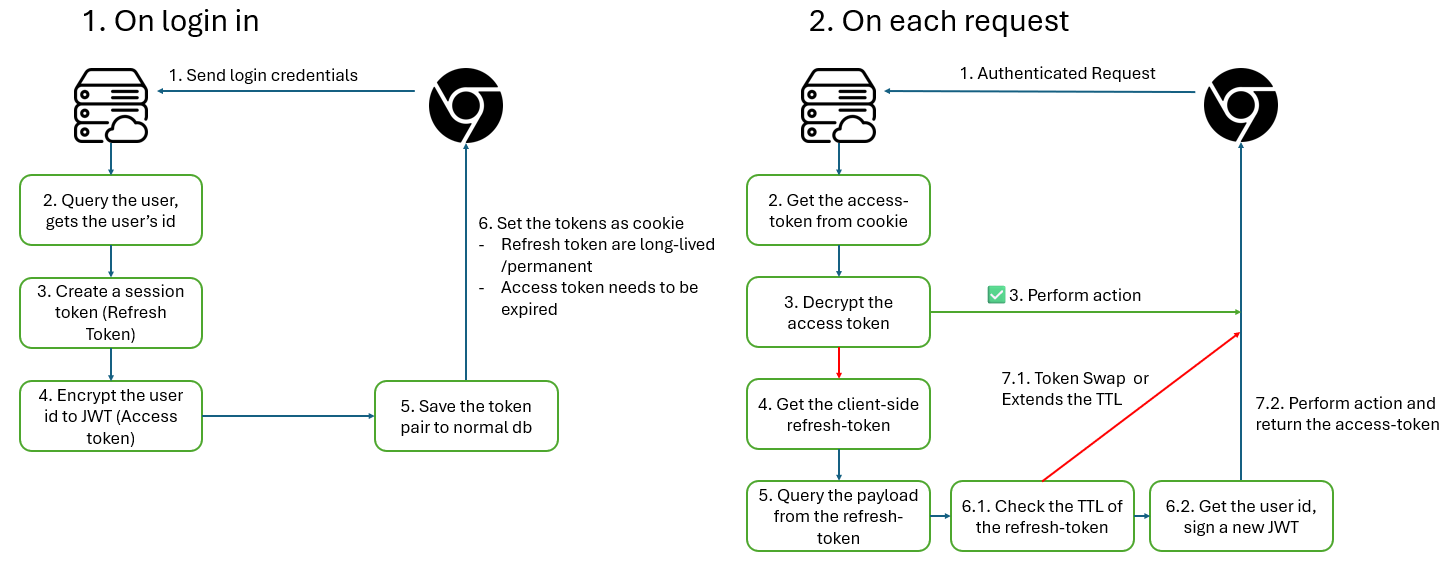 1. On login in
1. Send login credentials
2. Query the user,
gets the user’s id
3. Create a session
token (Refresh
Token)
4. Encrypt the user
id to JWT (Access
token)
5. Save the token
pair to normal db
6. Set the tokens as cookie
- Refresh token are long-lived
/permanent
- Access token needs to be
expired
2. On each request
1. Authenticated Request
2. Get the access-
token from cookie
3. Decrypt the
access token
✅ 3. Perform action
4. Get the client-side
refresh-token
5. Query the payload
from the refresh-
token
6.1. Check the TTL of
the refresh-token
7.1. Token Swap or
Extends the TTL
6.2. Get the user id,
sign a new JWT
7.2. Perform action and
return the access-token